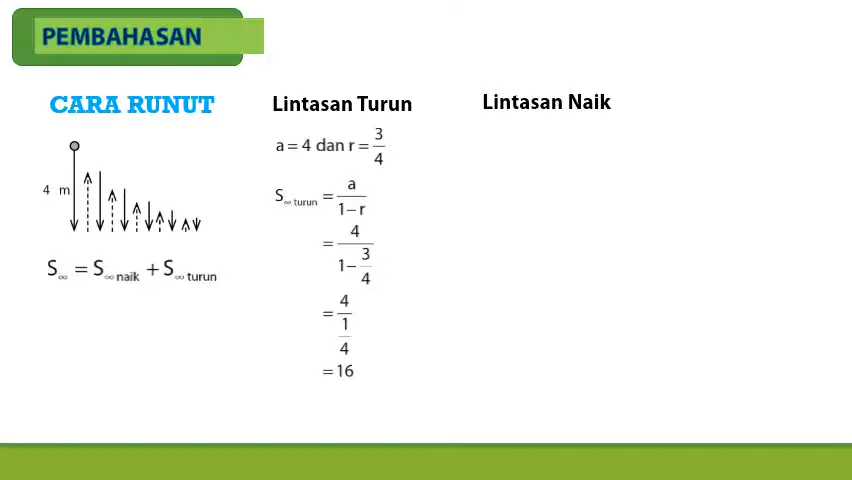 PEMBAHASAN
CARA RUNUT
4 m
S∞ = S∞ naik + S∞ turun
Lintasan Turun
a = 4 dan r = 3/4
S∞ turun = a/(1 – r)
= 4/(1 – 3/4)
= 4/(1/4)
= 16
Lintasan Naik